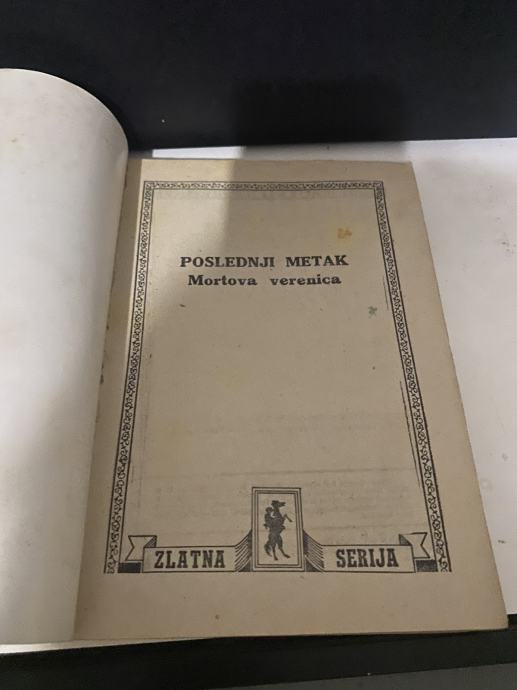 POSLEDNJI METAK
Mortova verenica
ZLATNA SERIJA